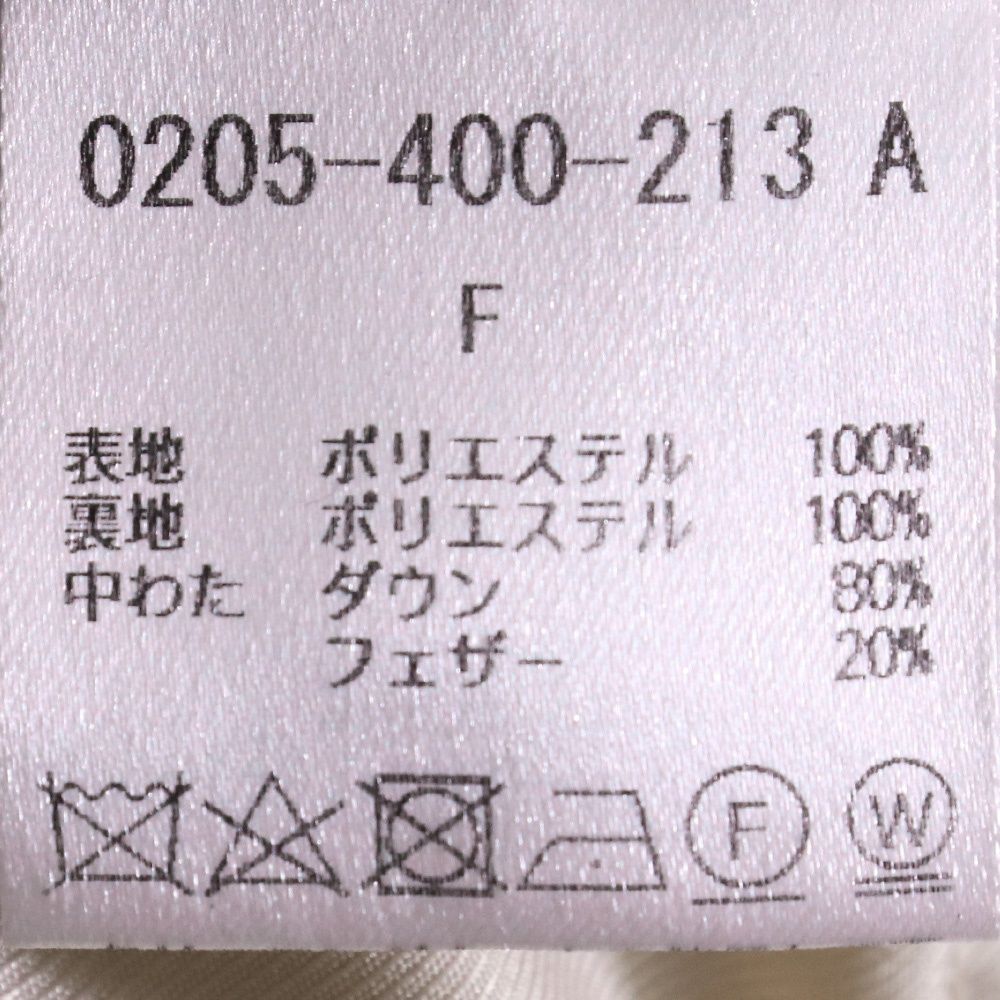 0205-400-213 A
F
表地 ポリエステル 100%
裏地 ポリエステル 100%
中わた ダウン 80%
フェザー 20%
F W